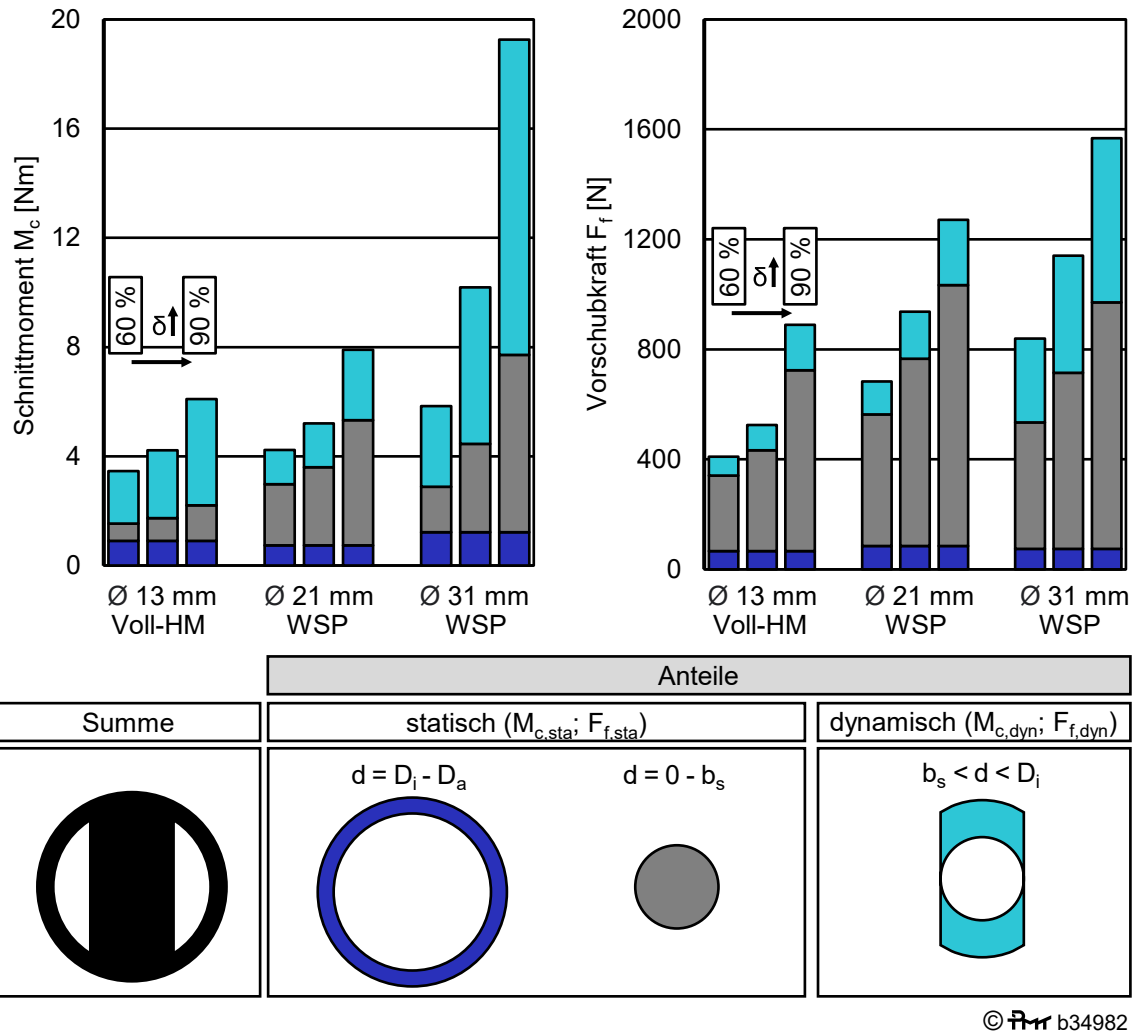 20
16
12
8
4
0
Schnittmoment M_c [Nm]
60 %
δ
90 %
Ø 13 mm
Voll-HM
Ø 21 mm
WSP
Ø 31 mm
WSP
2000
1600
1200
800
400
0
Vorschubkraft F_f [N]
60 %
δ
90 %
Ø 13 mm
Voll-HM
Ø 21 mm
WSP
Ø 31 mm
WSP
Anteile
Summe
statisch (M_c,sta; F_f,sta)
dynamisch (M_c,dyn; F_f,dyn)
d = D_i - D_a
d = 0 - b_s
b_s < d < D_i
© b34982